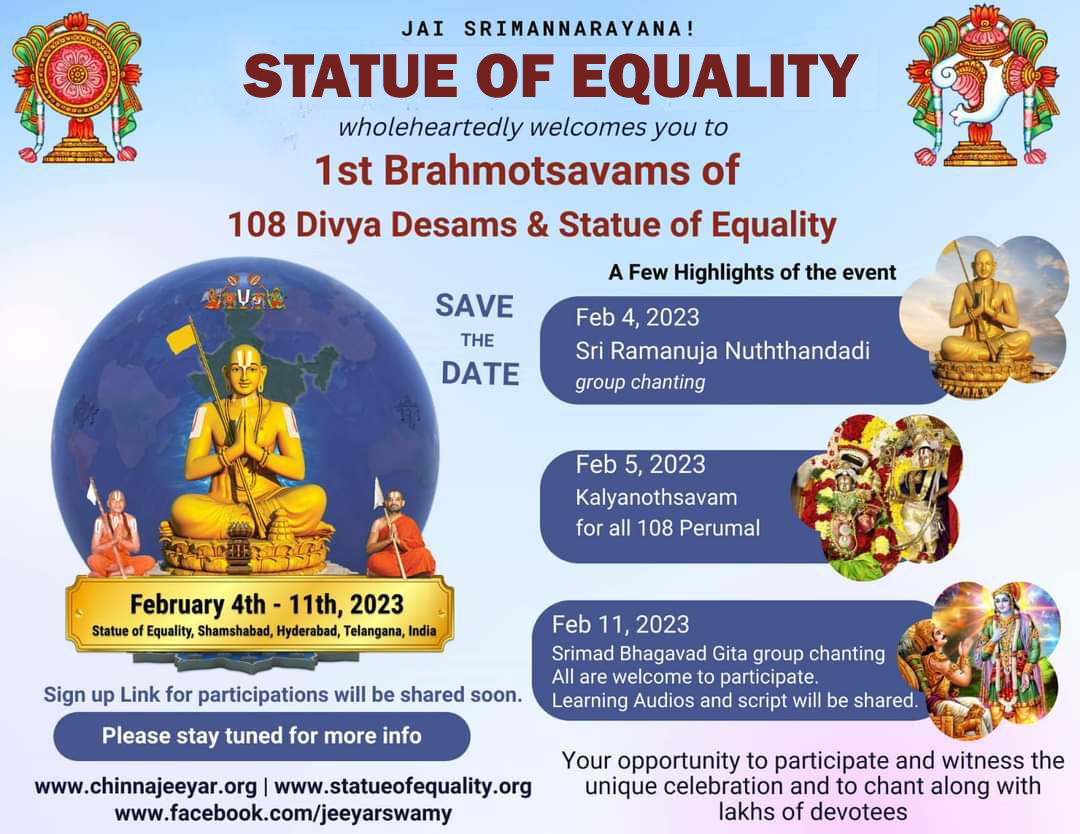 JAI SRIMANNARAYANA!
STATUE OF EQUALITY
wholeheartedly welcomes you to
1st Brahmotsavams of
108 Divya Desams & Statue of Equality
SAVE
THE
DATE
A Few Highlights of the event
Feb 4, 2023
Sri Ramanuja Nuththandadi
group chanting
Feb 5, 2023
Kalyanothsavam
for all 108 Perumal
Feb 11, 2023
Srimad Bhagavad Gita group chanting
All are welcome to participate.
Learning Audios and script will be shared.
February 4th - 11th, 2023
Statue of Equality, Shamshabad, Hyderabad, Telangana, India
Sign up Link for participations will be shared soon.
Please stay tuned for more info
www.chinnajeeyar.org | www.statueofequality.org
www.facebook.com/jeeyarswamy
Your opportunity to participate and witness the
unique celebration and to chant along with
lakhs of devotees